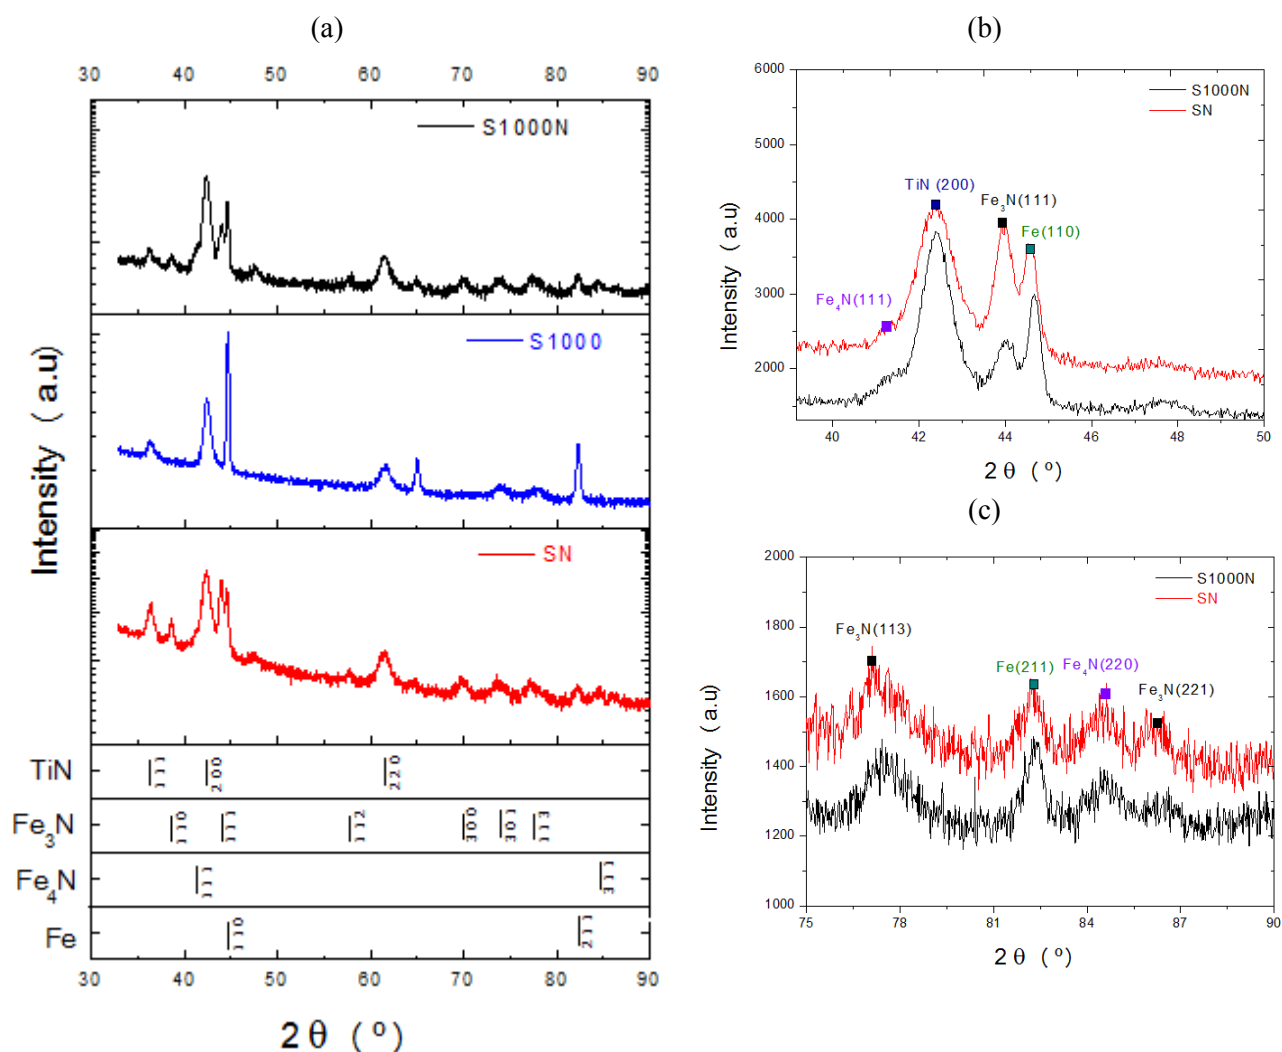 (a)
30 40 50 60 70 80 90
S1000N
S1000
SN
Intensity ( a.u)
TiN 111 200 220
Fe3N 110 111 112 300 301 113
Fe4N 111 311
Fe 110 211
30 40 50 60 70 80 90
2 θ ( º)
(b)
6000
5000
4000
3000
2000
S1000N
SN
TiN (200)
Fe3N(111)
Fe(110)
Fe4N(111)
Intensity ( a.u)
40 42 44 46 48 50
2 θ ( º)
(c)
2000
1800
1600
1400
1200
1000
S1000N
SN
Fe3N(113)
Fe(211)
Fe4N(220)
Fe3N(221)
Intensity (a.u)
75 78 81 84 87 90
2 θ ( º)